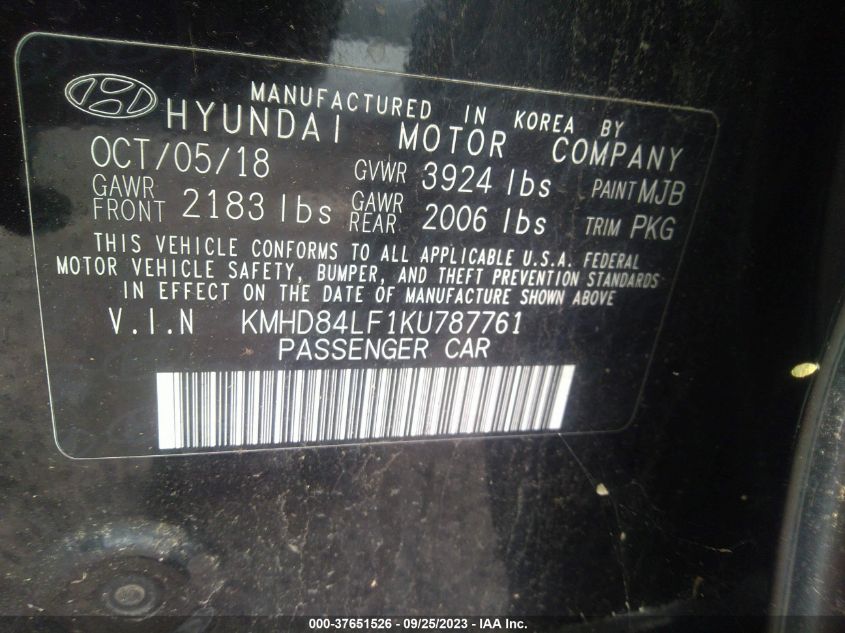 MANUFACTURED IN KOREA BY
HYUNDAI MOTOR COMPANY
OCT/05/18 GVWR 3924 lbs PAINT MJB
GAWR FRONT 2183 lbs GAWR REAR 2006 lbs TRIM PKG
THIS VEHICLE CONFORMS TO ALL APPLICABLE U.S.A. FEDERAL
MOTOR VEHICLE SAFETY, BUMPER, AND THEFT PREVENTION STANDARDS
IN EFFECT ON THE DATE OF MANUFACTURE SHOWN ABOVE
V.I.N KMHD84LF1KU787761
PASSENGER CAR
000-37651526 - 09/25/2023 - IAA Inc.